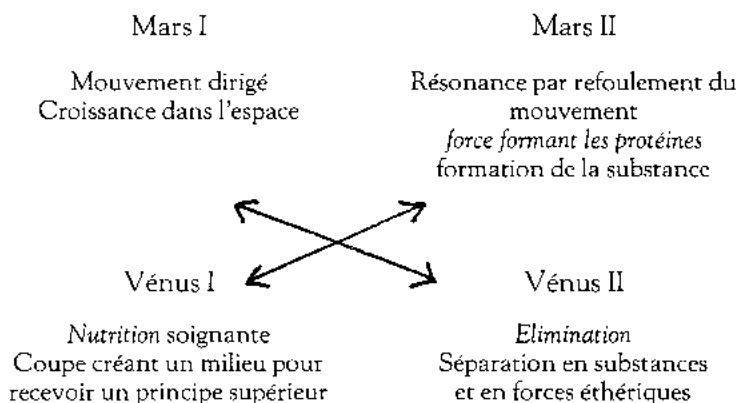 Mars I
Mouvement dirigé
Croissance dans l'espace
Mars II
Résonance par refoulement du
mouvement
force formant les protéines
formation de la substance
Vénus I
Nutrition soignante
Coupe créant un milieu pour
recevoir un principe supérieur
Vénus II
Elimination
Séparation en substances
et en forces éthériques